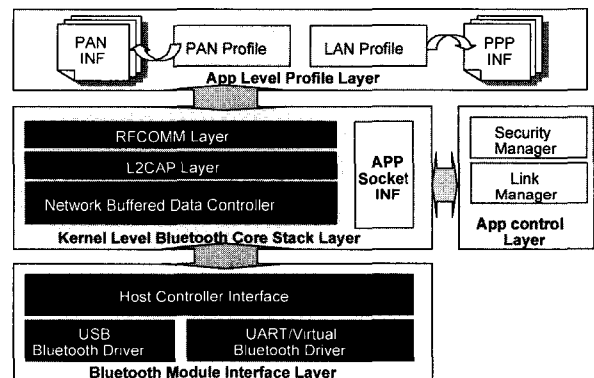 PAN
INF
PAN Profile
LAN Profile
PPP
INF
App Level Profile Layer
RFCOMM Layer
L2CAP Layer
Network Buffered Data Controller
APP
Socket
INF
Kernel Level Bluetooth Core Stack Layer
Security
Manager
Link
Manager
App control
Layer
Host Controller Interface
USB
Bluetooth Driver
UART/Virtual
Bluetooth Driver
Bluetooth Module Interface Layer